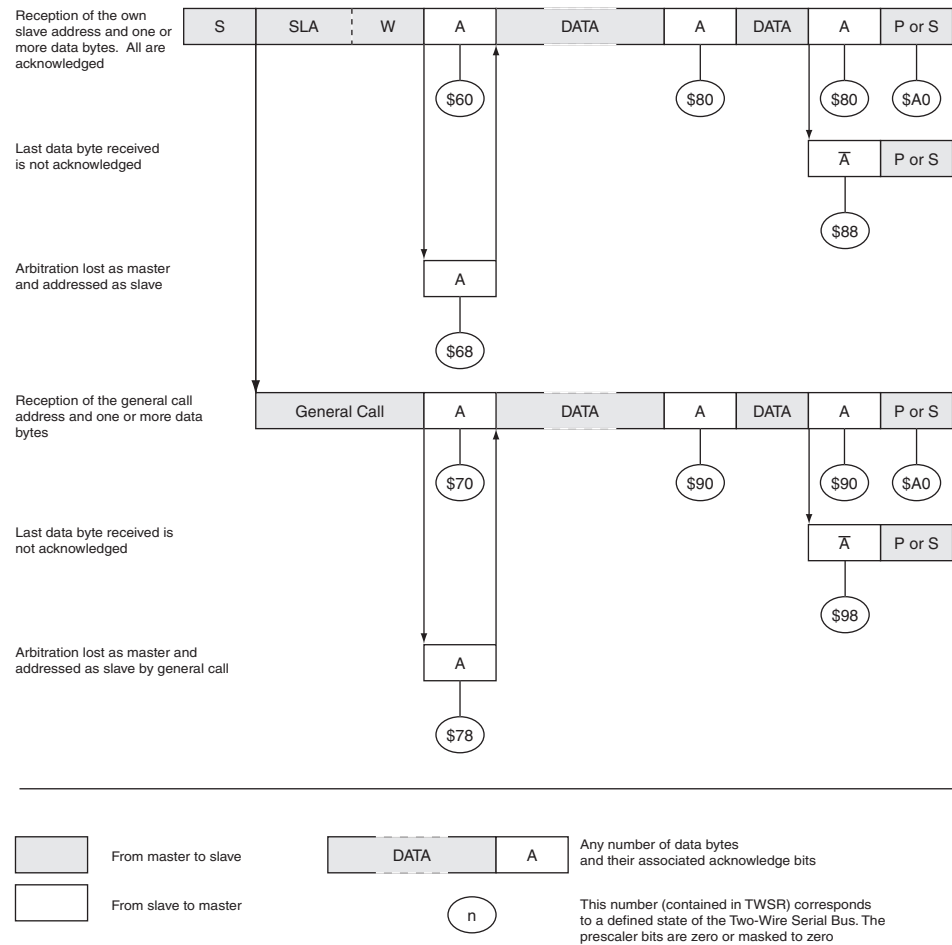 Reception of the own
slave address and one or
more data bytes. All are
acknowledged
S SLA W A DATA A DATA A P or S
$60 $80 $80 $A0
Last data byte received
is not acknowledged
A̅ P or S
$88
Arbitration lost as master
and addressed as slave
A
$68
Reception of the general call
address and one or more data
bytes
General Call A DATA A DATA A P or S
$70 $90 $90 $A0
Last data byte received is
not acknowledged
A̅ P or S
$98
Arbitration lost as master and
addressed as slave by general call
A
$78
From master to slave
From slave to master
DATA A
Any number of data bytes
and their associated acknowledge bits
n
This number (contained in TWSR) corresponds
to a defined state of the Two-Wire Serial Bus. The
prescaler bits are zero or masked to zero